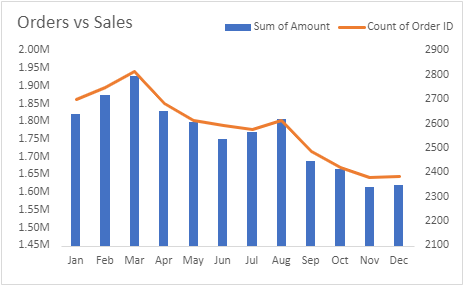 Orders vs Sales
Sum of Amount Count of Order ID
2.00M 2900
1.95M 2800
1.90M 2700
1.85M 2600
1.80M 2500
1.75M 2400
1.70M 2300
1.65M 2200
1.60M 2100
1.55M
1.50M
1.45M
Jan Feb Mar Apr May Jun Jul Aug Sep Oct Nov Dec